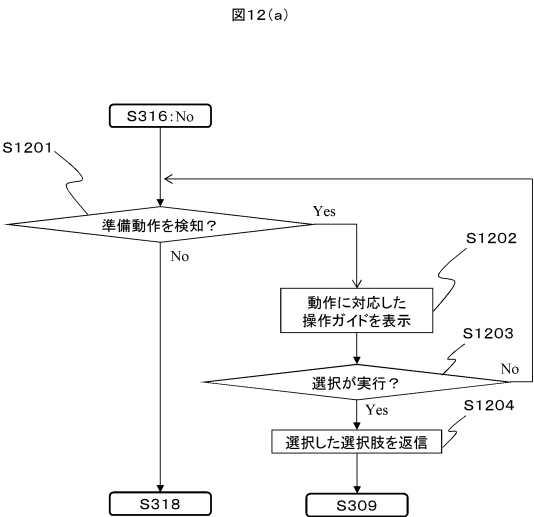 図12(a)
S316:No
S1201
準備動作を検知?
Yes
No
S1202
動作に対応した
操作ガイドを表示
S1203
選択が実行?
No
Yes
S1204
選択した選択肢を返信
S318
S309